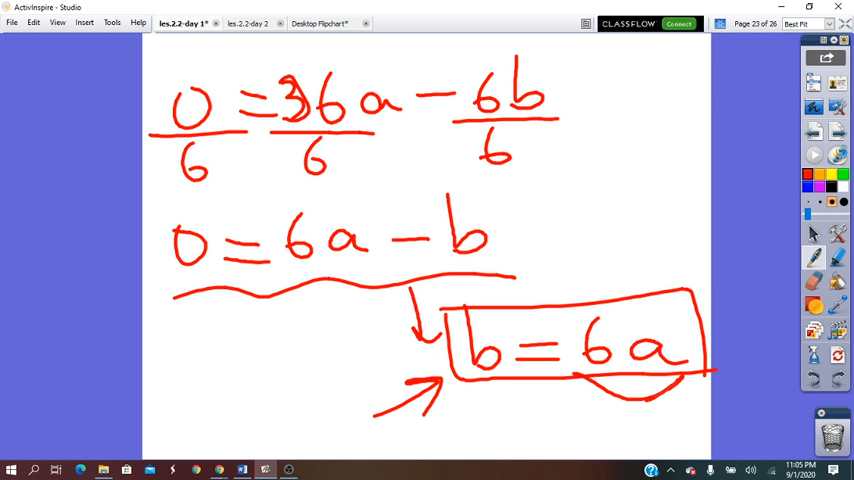 ActivInspire - Studio
File Edit View Insert Tools Help
les.2.2-day 1*
les.2.2-day 2
Desktop Flipchart*
CLASSFLOW Connect
Page 23 of 26
Best Fit
0 = 36a - 6b
6 6 6
0 = 6a - b
b = 6a
11:05 PM
9/1/2020